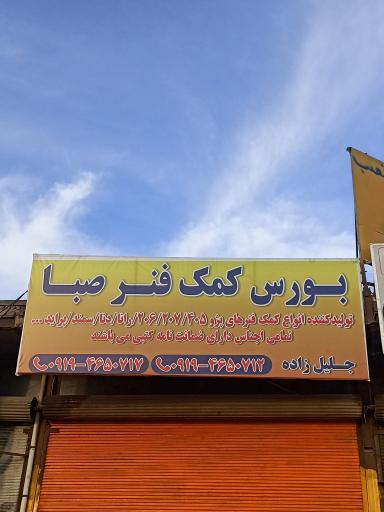 بورس کمک فنر صبا
تولیدکننده انواع کمک فنرهای پژو ۲۰۶/۲۰۷/۴۰۵/رانا/دنا/سمند/پراید ...
تمامی اجناس دارای ضمانت نامه کتبی می باشند
جلیل زاده ۰۹۱۹-۴۶۵۰۷۱۲ ۰۹۱۹-۴۶۵۰۷۱۷